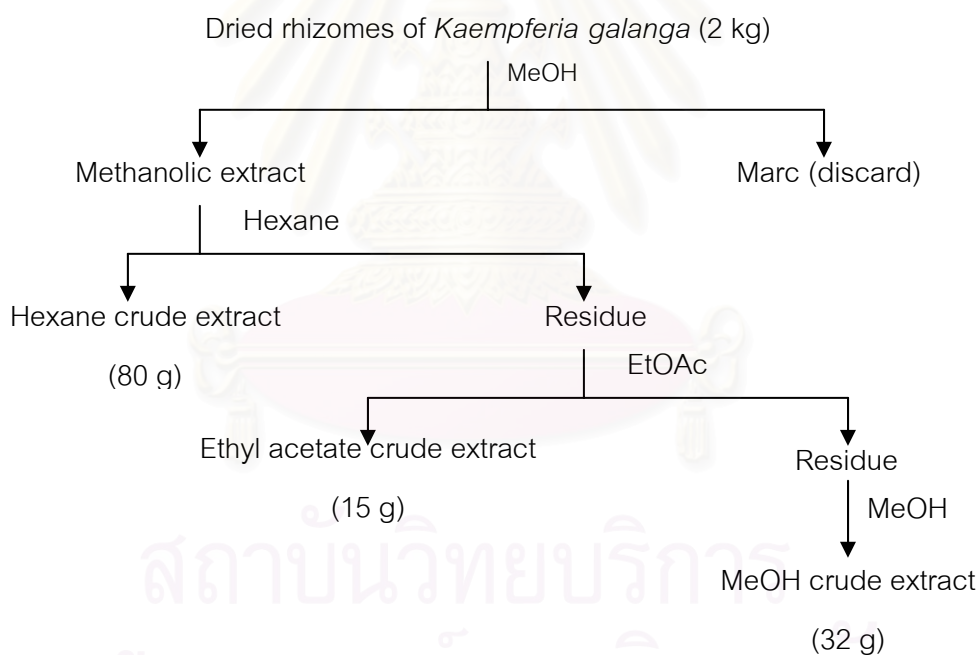 Dried rhizomes of Kaempferia galanga (2 kg)
MeOH
Methanolic extract
Marc (discard)
Hexane
Hexane crude extract
Residue
(80 g)
EtOAc
Ethyl acetate crude extract
Residue
(15 g)
MeOH
MeOH crude extract
(32 g)
สถาบันวิทยบริการ